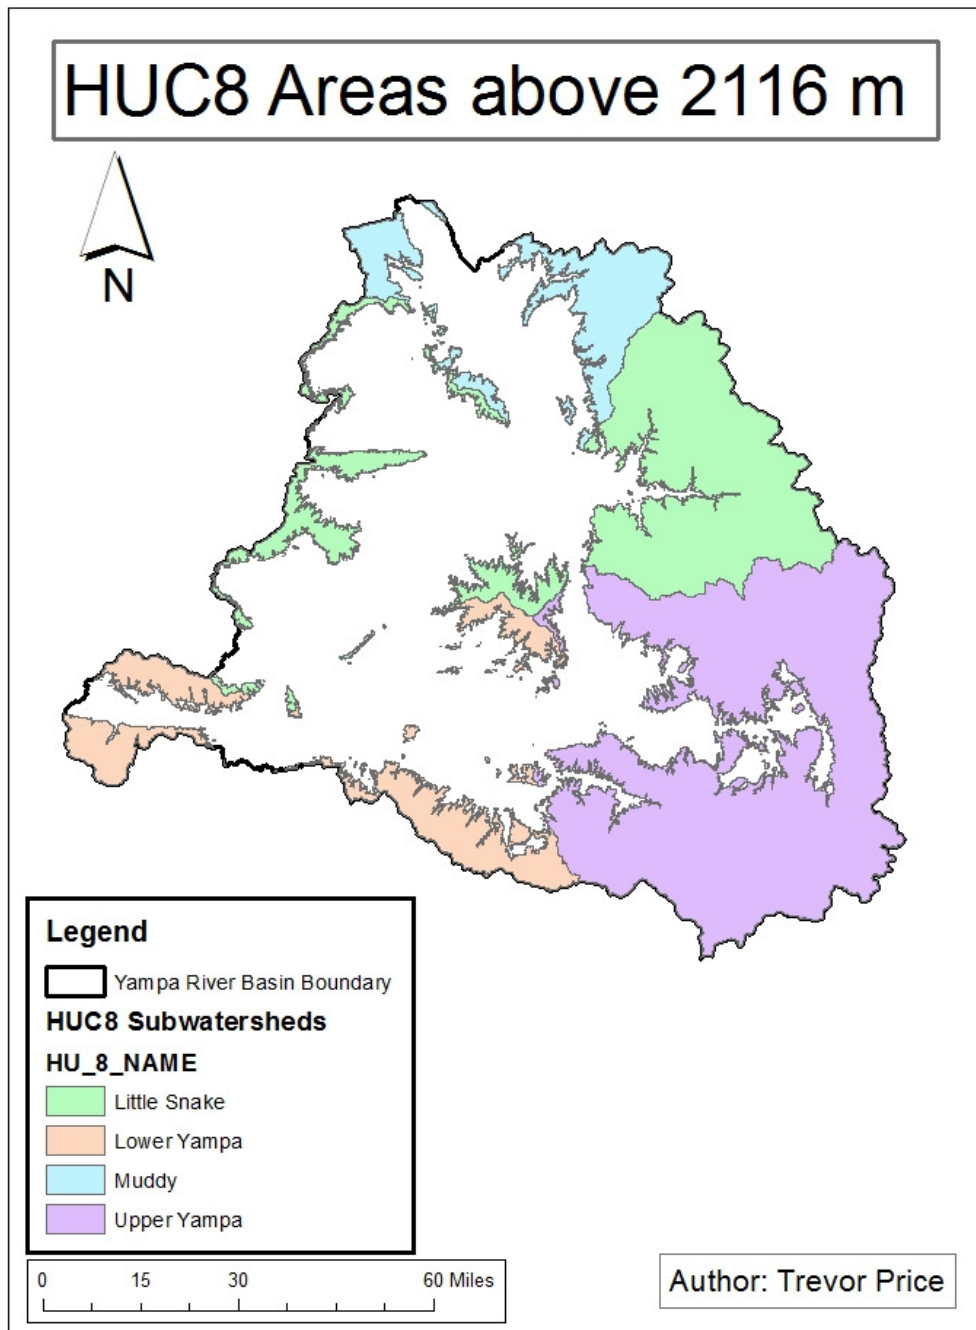 HUC8 Areas above 2116 m
N
Legend
Yampa River Basin Boundary
HUC8 Subwatersheds
HU_8_NAME
Little Snake
Lower Yampa
Muddy
Upper Yampa
0 15 30 60 Miles
Author: Trevor Price